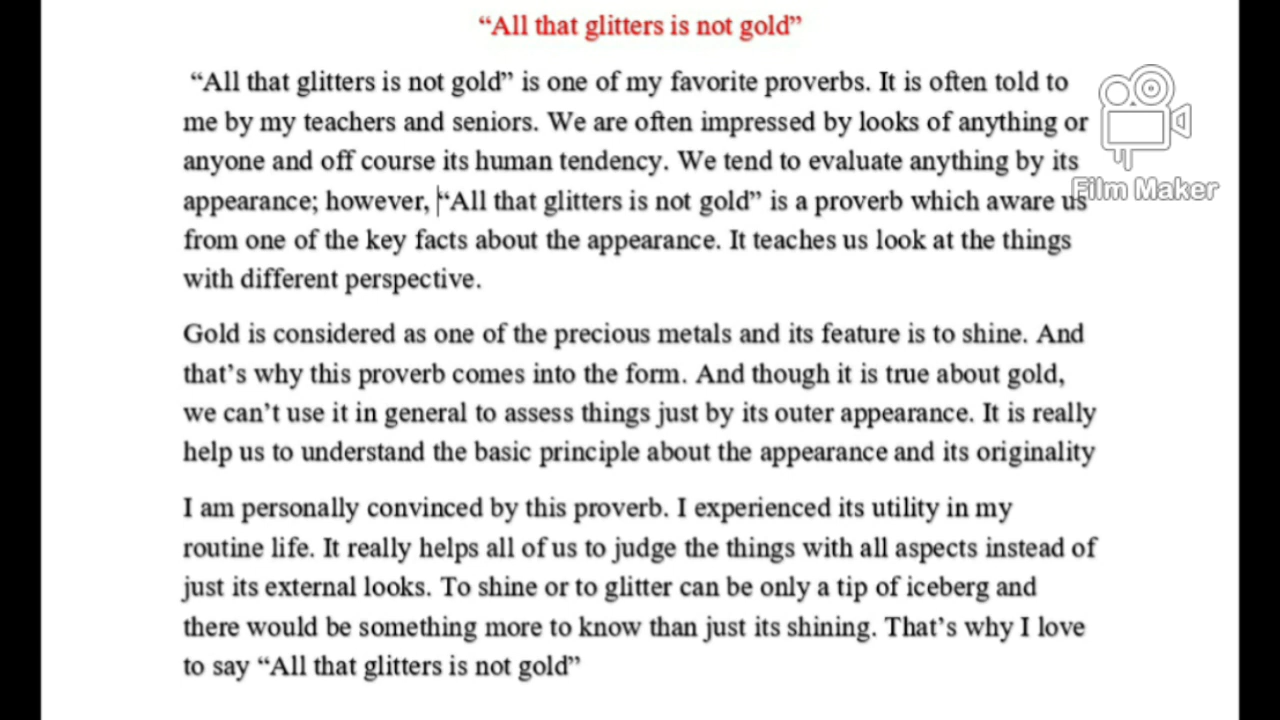 “All that glitters is not gold”
“All that glitters is not gold” is one of my favorite proverbs. It is often told to
me by my teachers and seniors. We are often impressed by looks of anything or
anyone and off course its human tendency. We tend to evaluate anything by its
appearance; however, “All that glitters is not gold” is a proverb which aware us
from one of the key facts about the appearance. It teaches us look at the things
with different perspective.
Gold is considered as one of the precious metals and its feature is to shine. And
that’s why this proverb comes into the form. And though it is true about gold,
we can’t use it in general to assess things just by its outer appearance. It is really
help us to understand the basic principle about the appearance and its originality
I am personally convinced by this proverb. I experienced its utility in my
routine life. It really helps all of us to judge the things with all aspects instead of
just its external looks. To shine or to glitter can be only a tip of iceberg and
there would be something more to know than just its shining. That’s why I love
to say “All that glitters is not gold”
Film Maker